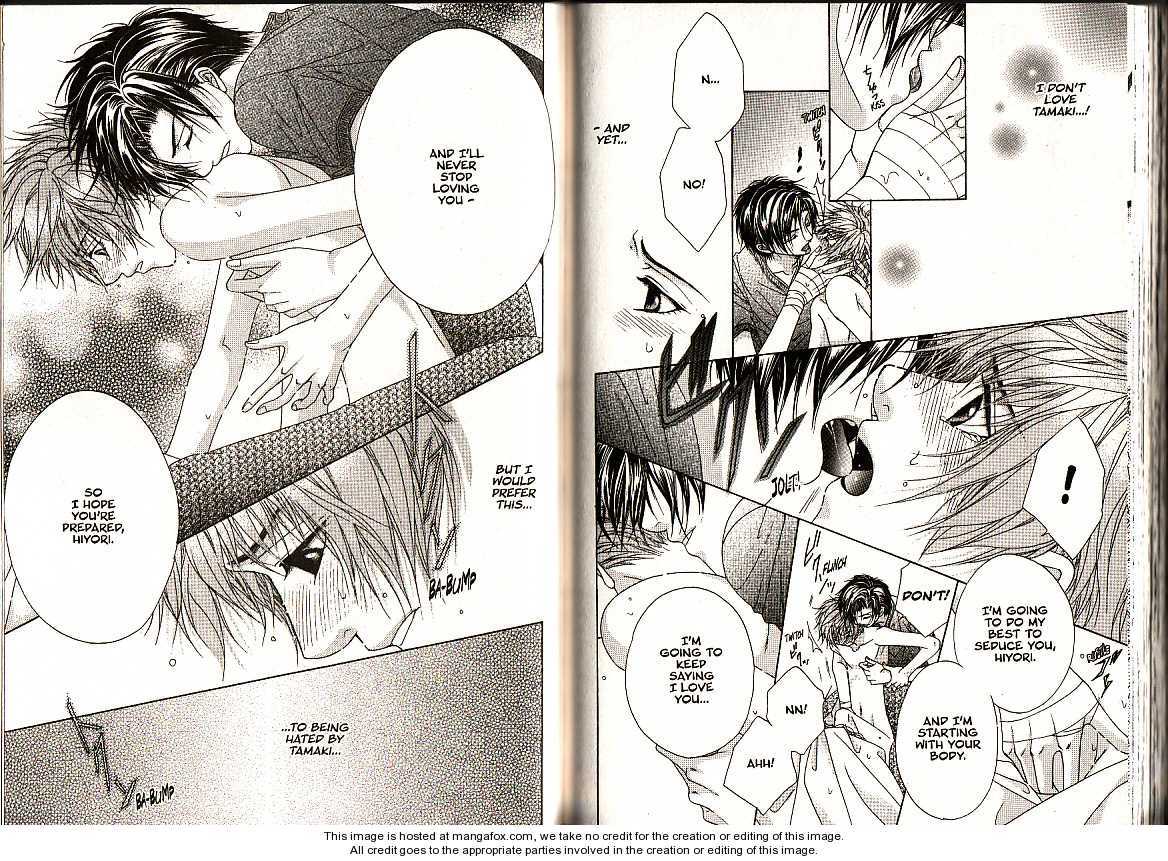 I DON'T
LOVE
TAMAKI...!
KISS
N...
NO!
TWITCH
!
- AND
YET...
!
JOLT!
I'M GOING
TO DO MY
BEST TO
SEDUCE YOU,
HIYORI.
AND I'M
STARTING
WITH YOUR
BODY.
DON'T!
FLINCH
TWITCH
NN!
AHH!
I'M
GOING TO
KEEP
SAYING
I LOVE
YOU...
AND I'LL
NEVER
STOP
LOVING
YOU -
BUT I
WOULD
PREFER
THIS...
BA-BUMP
SO
I HOPE
YOU'RE
PREPARED,
HIYORI.
...TO BEING
HATED BY
TAMAKI...
BA-BUMP
This image is hosted at mangafox.com, we take no credit for the creation or editing of this image.
All credit goes to the appropriate parties involved in the creation or editing of this image.